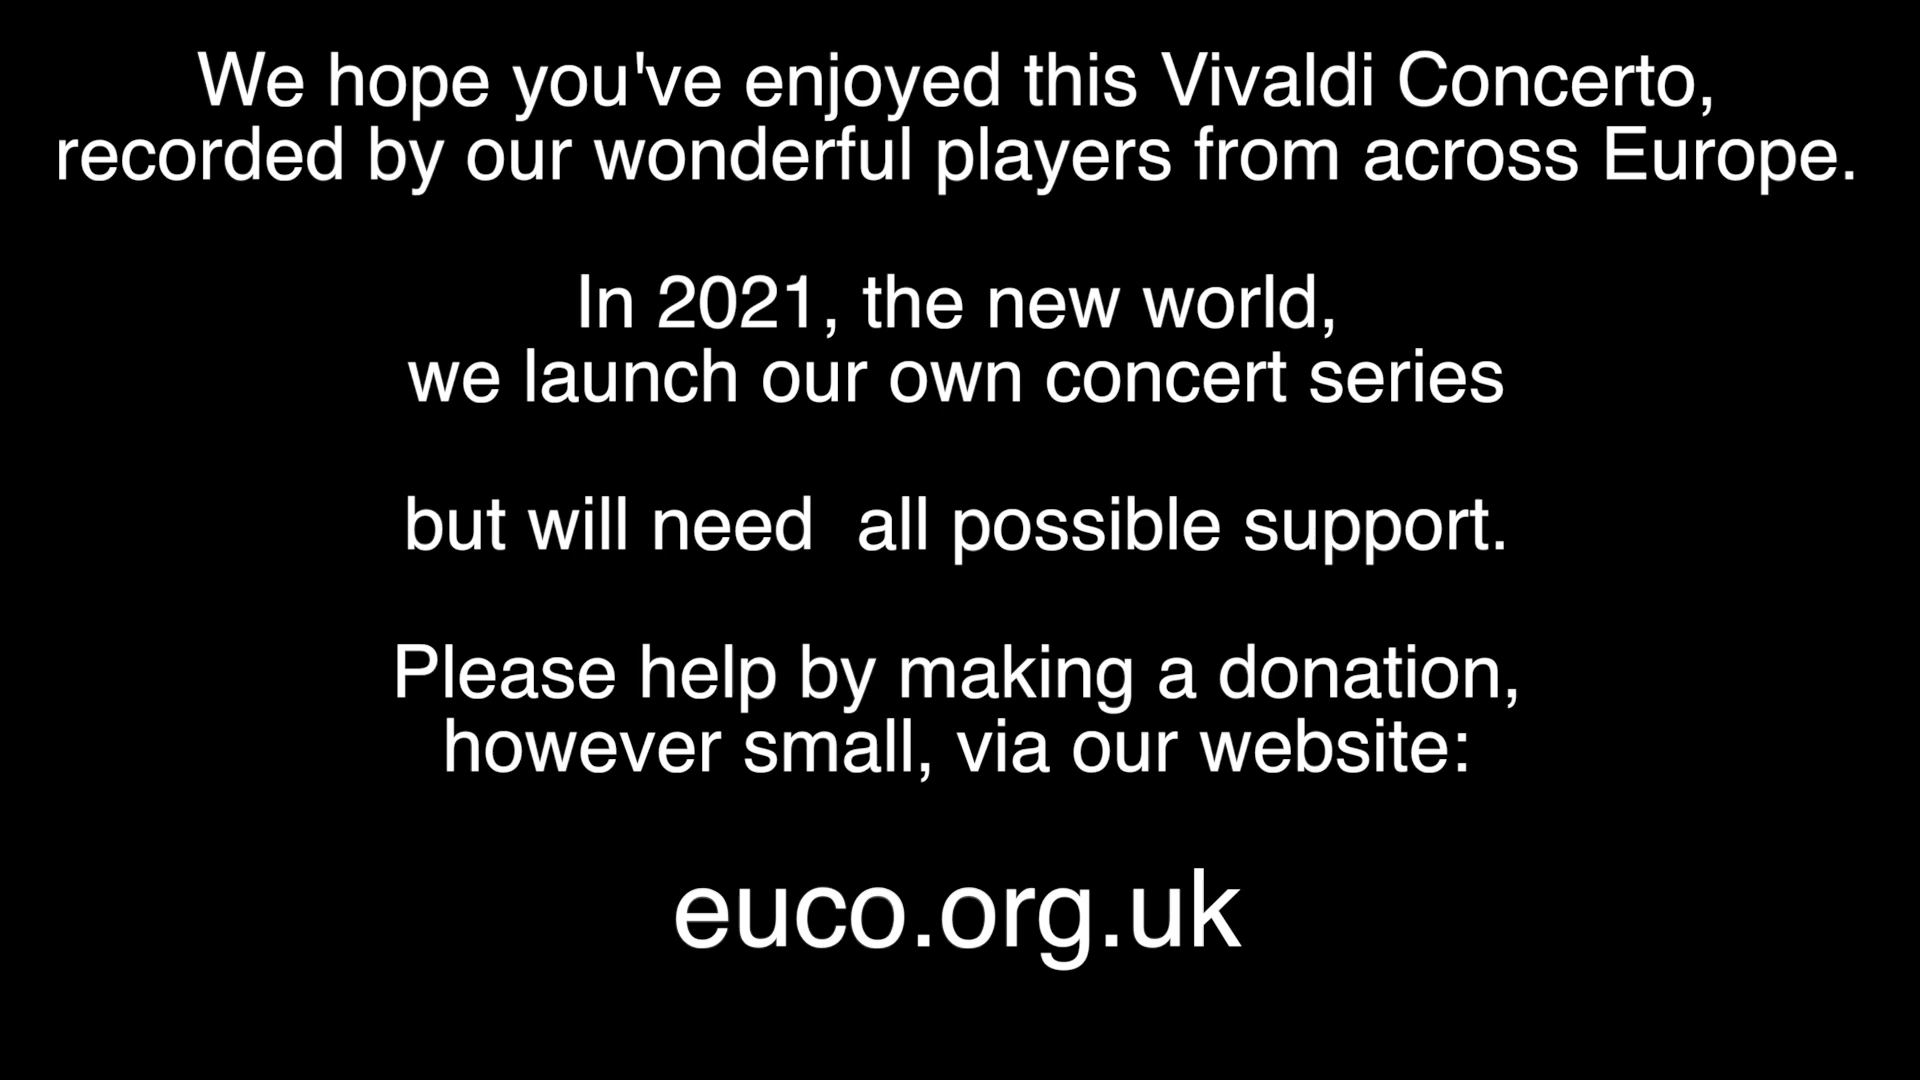 We hope you've enjoyed this Vivaldi Concerto,
recorded by our wonderful players from across Europe.
In 2021, the new world,
we launch our own concert series
but will need  all possible support.
Please help by making a donation,
however small, via our website:
euco.org.uk